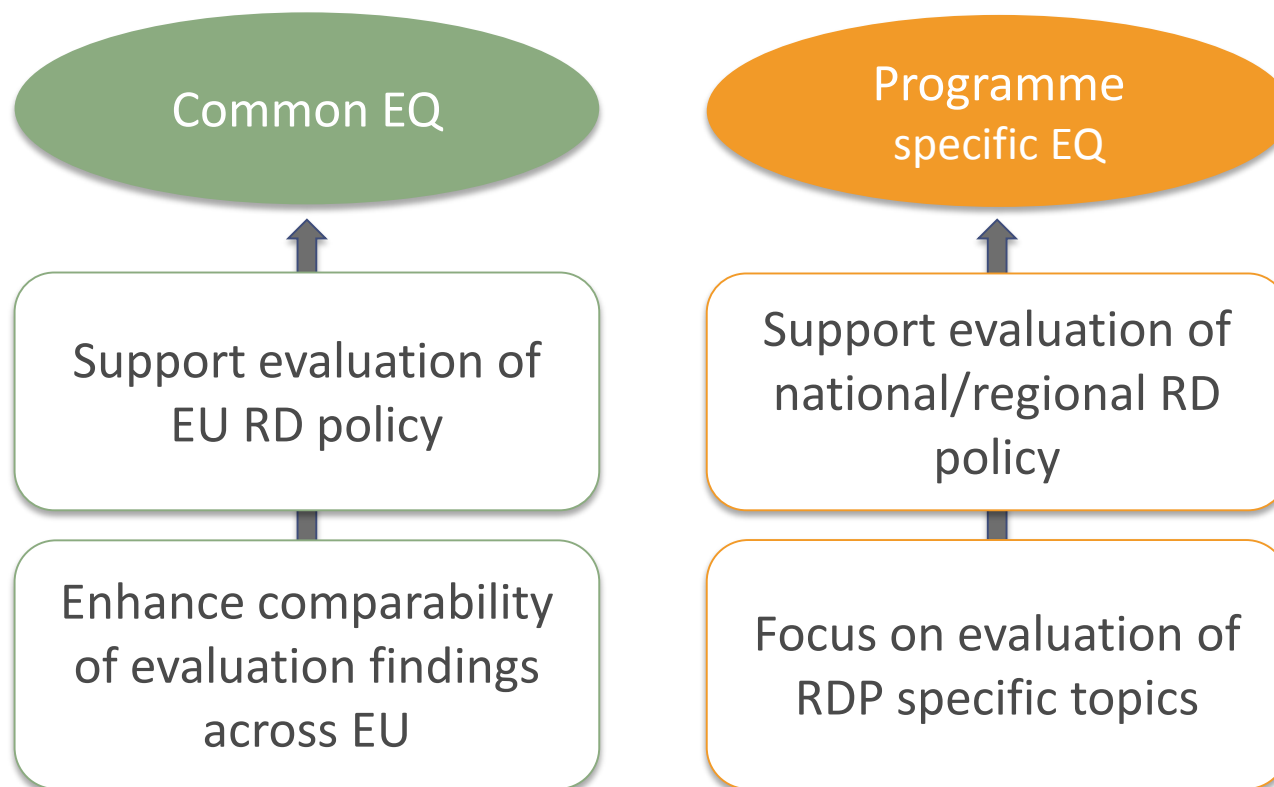 Common EQ
Support evaluation of
EU RD policy
Enhance comparability
of evaluation findings
across EU
Programme
specific EQ
Support evaluation of
national/regional RD
policy
Focus on evaluation of
RDP specific topics